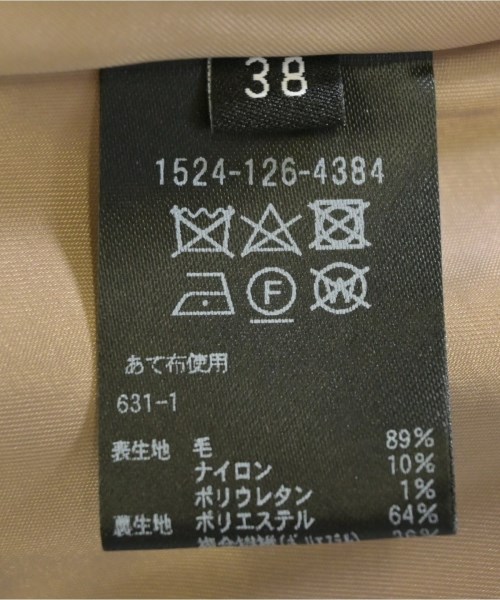 38
1524-126-4384
F
W
あて布使用
631-1
表生地 毛 89%
ナイロン 10%
ポリウレタン 1%
裏生地 ポリエステル 64%